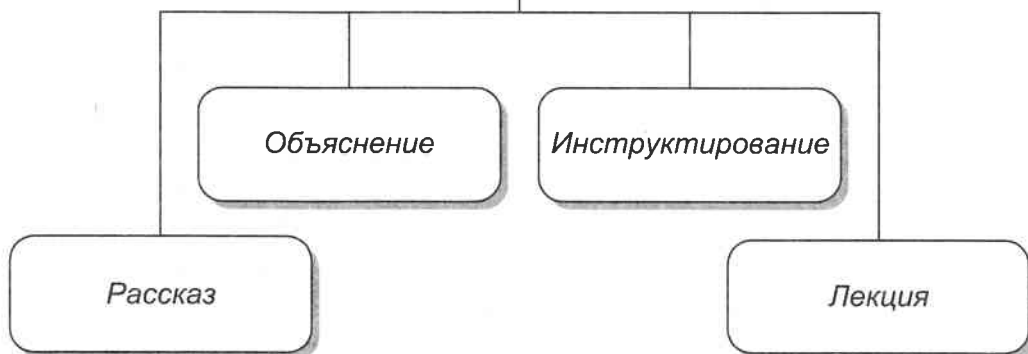 Объяснение
Инструктирование
Рассказ
Лекция